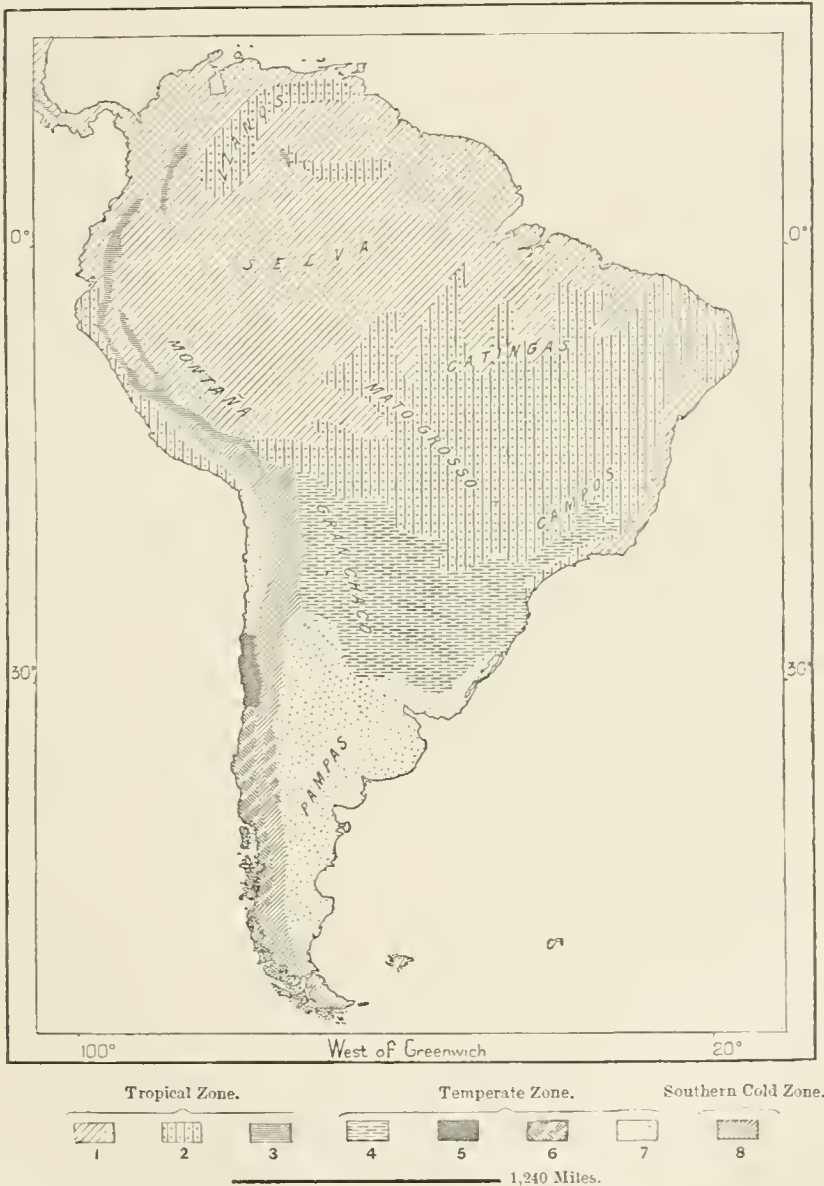 LLANOS
0° 0°
SELVA
MONTAÑA
CATINGAS
MATO GROSSO
CAMPOS
GRAN CHACO
30° 30°
PAMPAS
100° West of Greenwich 20°
Tropical Zone. Temperate Zone. Southern Cold Zone.
1 2 3 4 5 6 7 8
1,240 Miles.